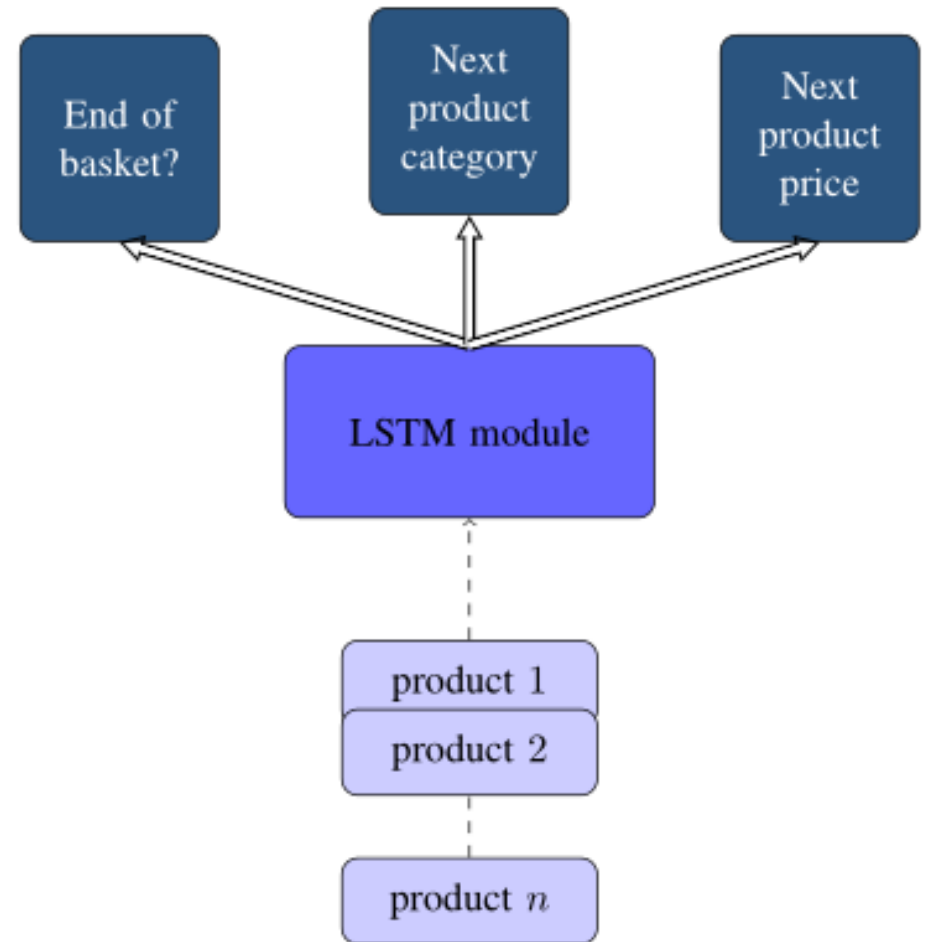 End of
basket?
Next
product
category
Next
product
price
LSTM module
product 1
product 2
product n